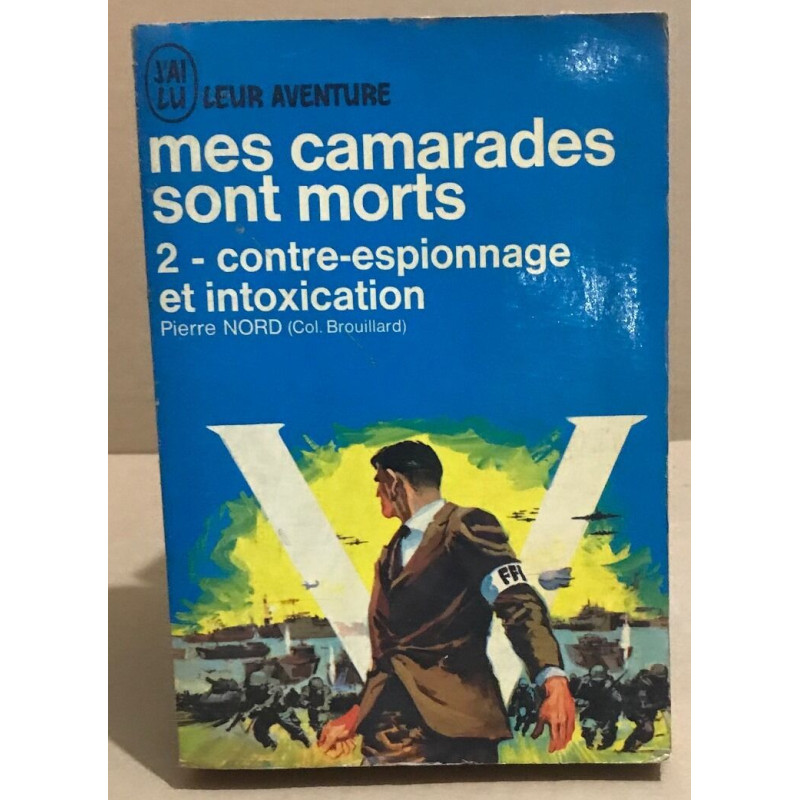 J'AI LU LEUR AVENTURE
mes camarades
sont morts
2 - contre-espionnage
et intoxication
Pierre NORD (Col. Brouillard)
FFI